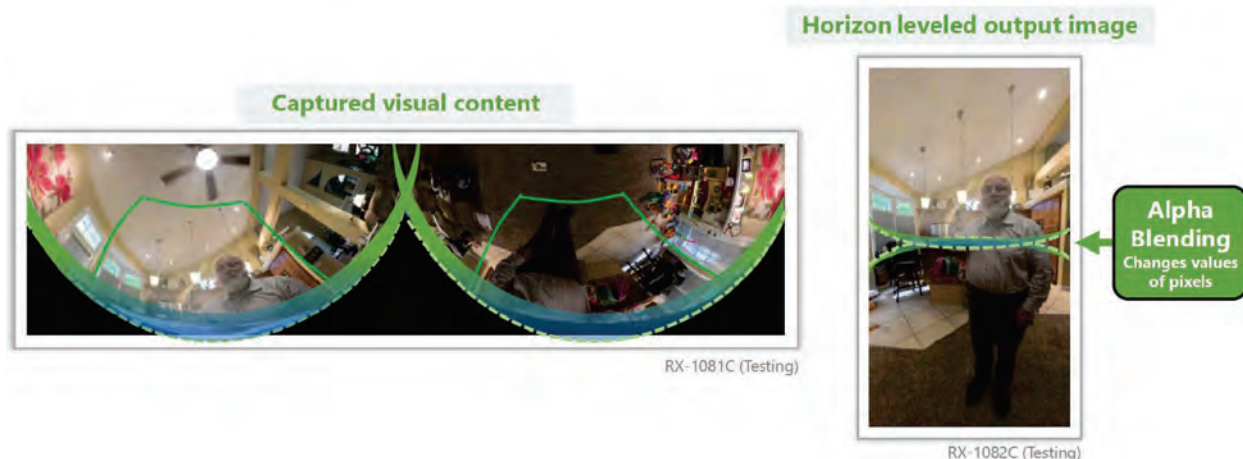 Horizon leveled output image
Captured visual content
Alpha
Blending
Changes values
of pixels
RX-1081C (Testing)
RX-1082C (Testing)